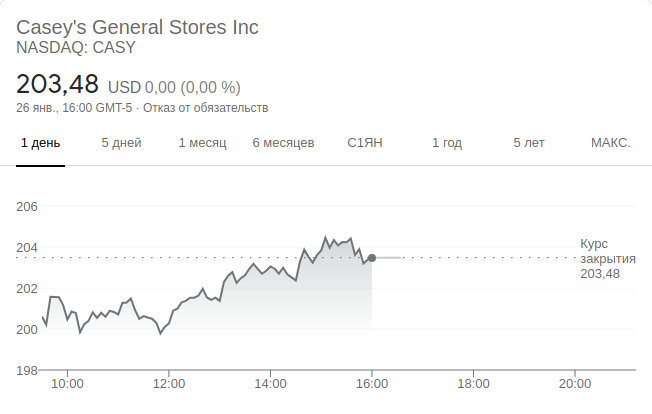 Casey's General Stores Inc
NASDAQ: CASY
203,48 USD 0,00 (0,00 %)
26 янв., 16:00 GMT-5 · Отказ от обязательств
1 день 5 дней 1 месяц 6 месяцев С1ЯН 1 год 5 лет МАКС.
206
204
202
200
198
Курс
закрытия
203,48
10:00 12:00 14:00 16:00 18:00 20:00